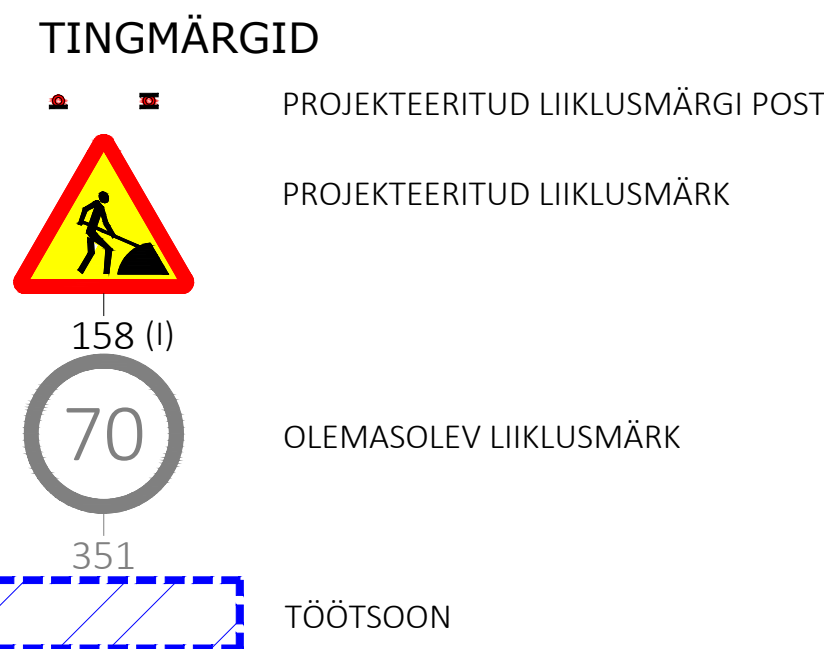 TINGMÄRGID
PROJEKTEERITUD LIIKLUSMÄRGI POST
PROJEKTEERITUD LIIKLUSMÄRK
158 (I)
70
OLEMASOLEV LIIKLUSMÄRK
351
TÖÖTSOON